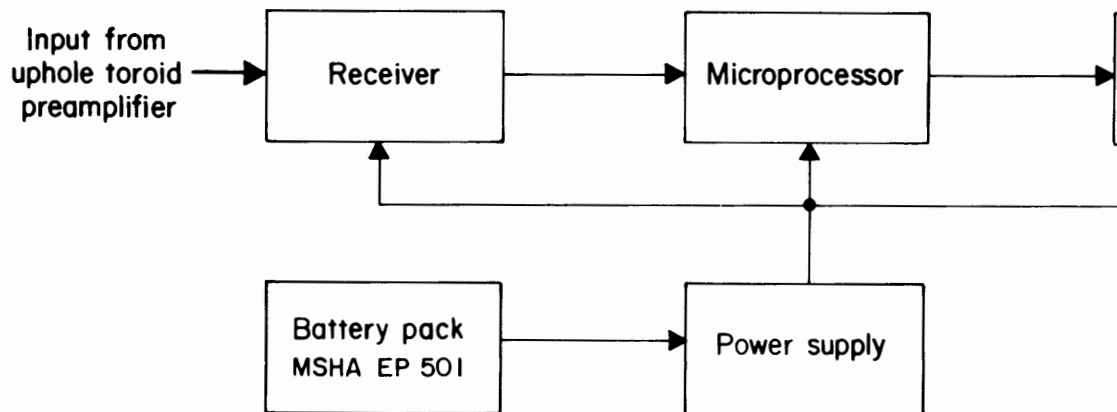 Input from
uphole toroid
preamplifier
Receiver
Microprocessor
Battery pack
MSHA EP 501
Power supply